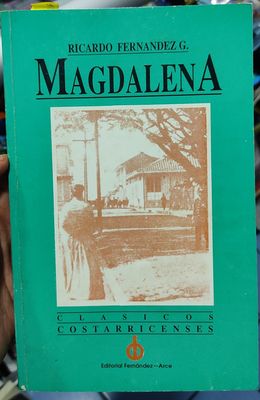 RICARDO FERNANDEZ G.
MAGDALENA
CLASICOS
COSTARRICENSES
Editorial Fernández-Arce